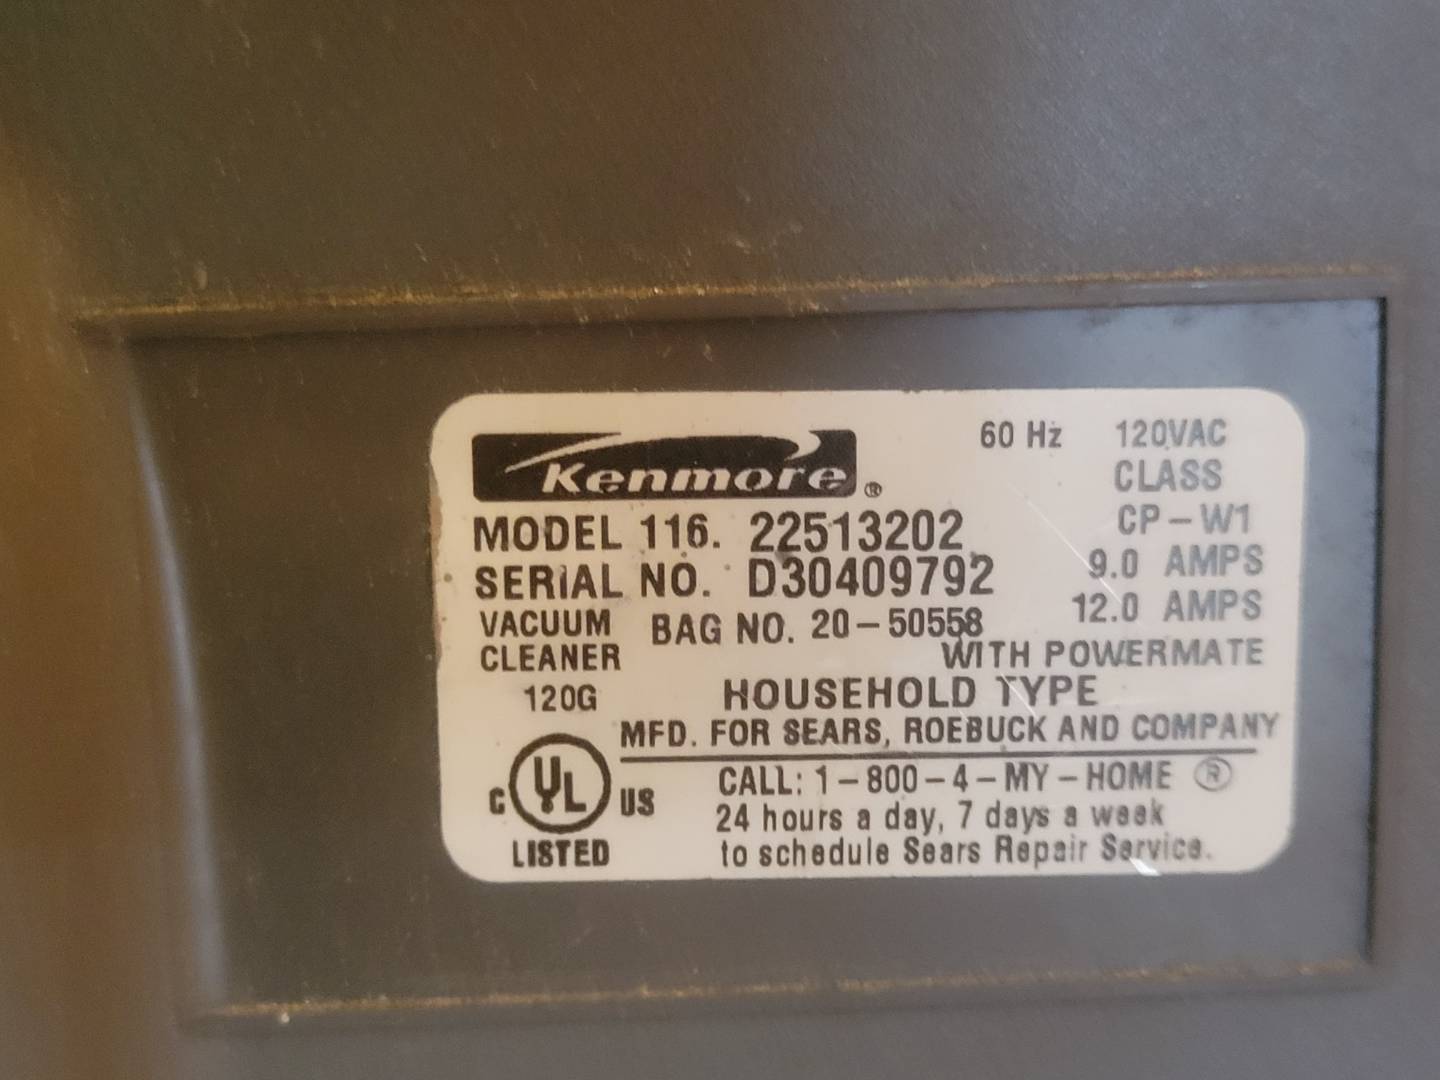 Kenmore® 60 Hz 120VAC
CLASS
MODEL 116. 22513202 CP-W1
SERIAL NO. D30409792 9.0 AMPS
VACUUM BAG NO. 20-50558 12.0 AMPS
CLEANER WITH POWERMATE
120G HOUSEHOLD TYPE
MFD. FOR SEARS, ROEBUCK AND COMPANY
C UL US CALL: 1-800-4-MY-HOME ®
24 hours a day, 7 days a week
LISTED to schedule Sears Repair Service.